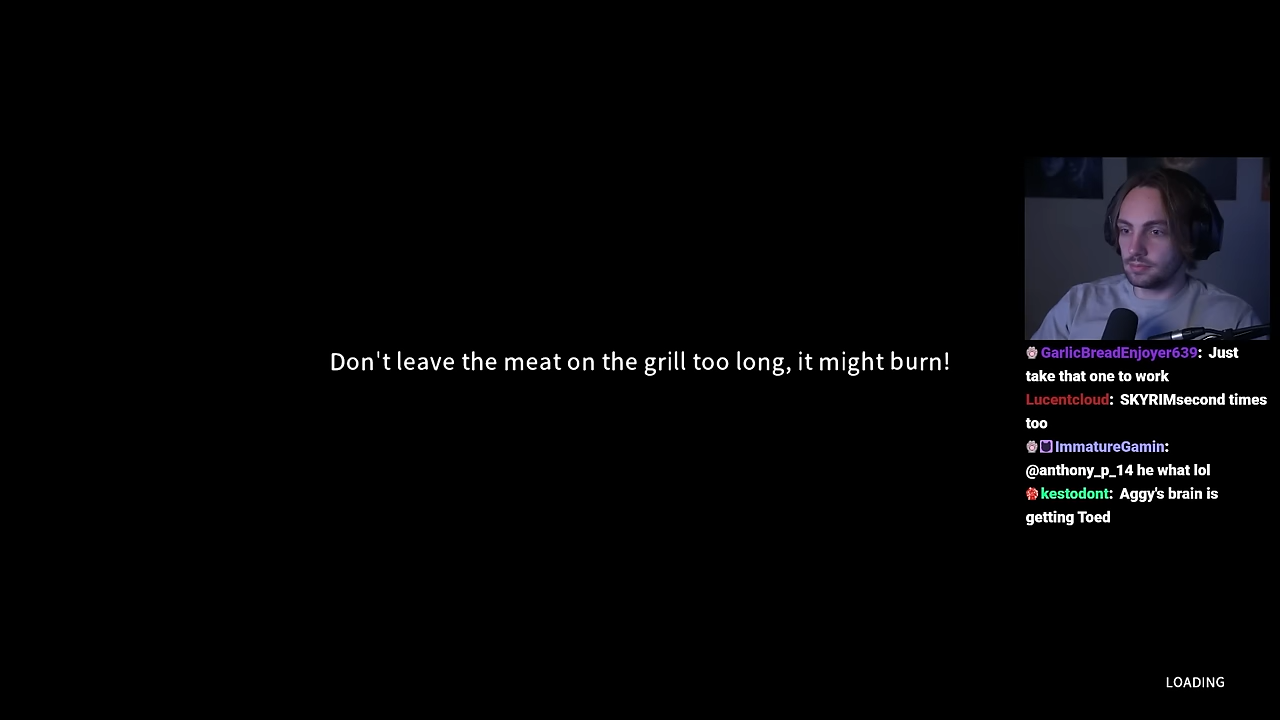 Don't leave the meat on the grill too long, it might burn!
GarlicBreadEnjoyer639: Just
take that one to work
Lucentcloud: SKYRIMsecond times
too
ImmatureGamin:
@anthony_p_14 he what lol
kestodont: Aggy's brain is
getting Toed
LOADING